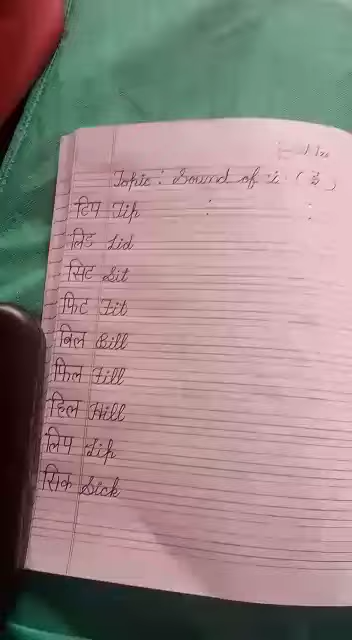 Topic : Sound of i. (ि)
टिप Tip
लिड Lid
सिट Sit
फिट Fit
बिल Bill
फिल Fill
हिल Hill
लिप Lip
सिक Sick